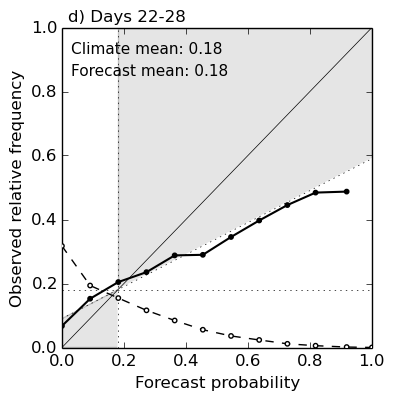 d) Days 22-28
Climate mean: 0.18
Forecast mean: 0.18
1.0
0.8
0.6
0.4
0.2
0.0
Observed relative frequency
0.0 0.2 0.4 0.6 0.8 1.0
Forecast probability